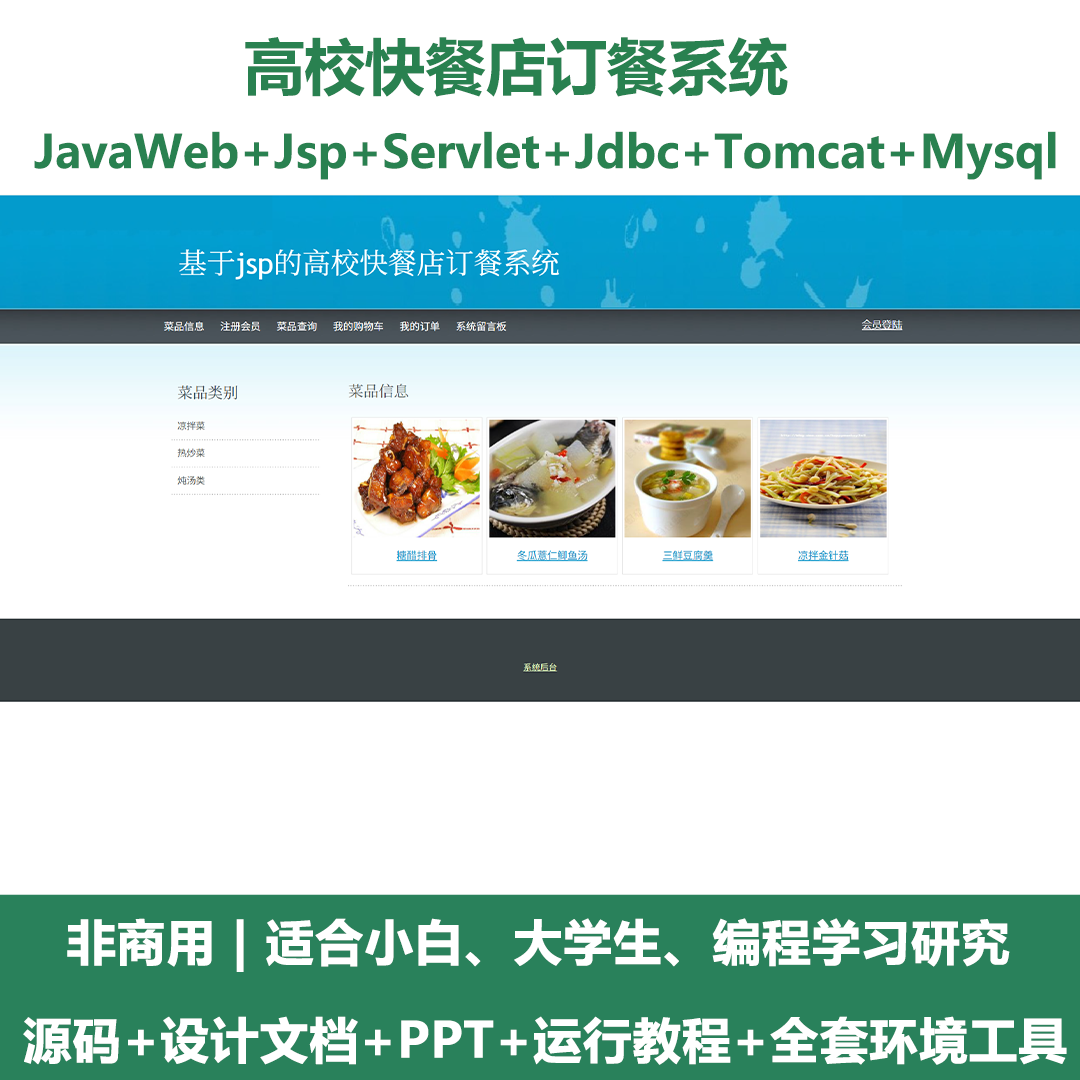 高校快餐店订餐系统
JavaWeb+Jsp+Servlet+Jdbc+Tomcat+Mysql
基于jsp的高校快餐店订餐系统
菜品信息 注册会员 菜品查询 我的购物车 我的订单 系统留言板 会员登陆
菜品类别
凉拌菜
热炒菜
炖汤类
菜品信息
糖醋排骨 冬瓜薏仁鲫鱼汤 三鲜豆腐羹 凉拌金针菇
系统后台
非商用 | 适合小白、大学生、编程学习研究
源码+设计文档+PPT+运行教程+全套环境工具